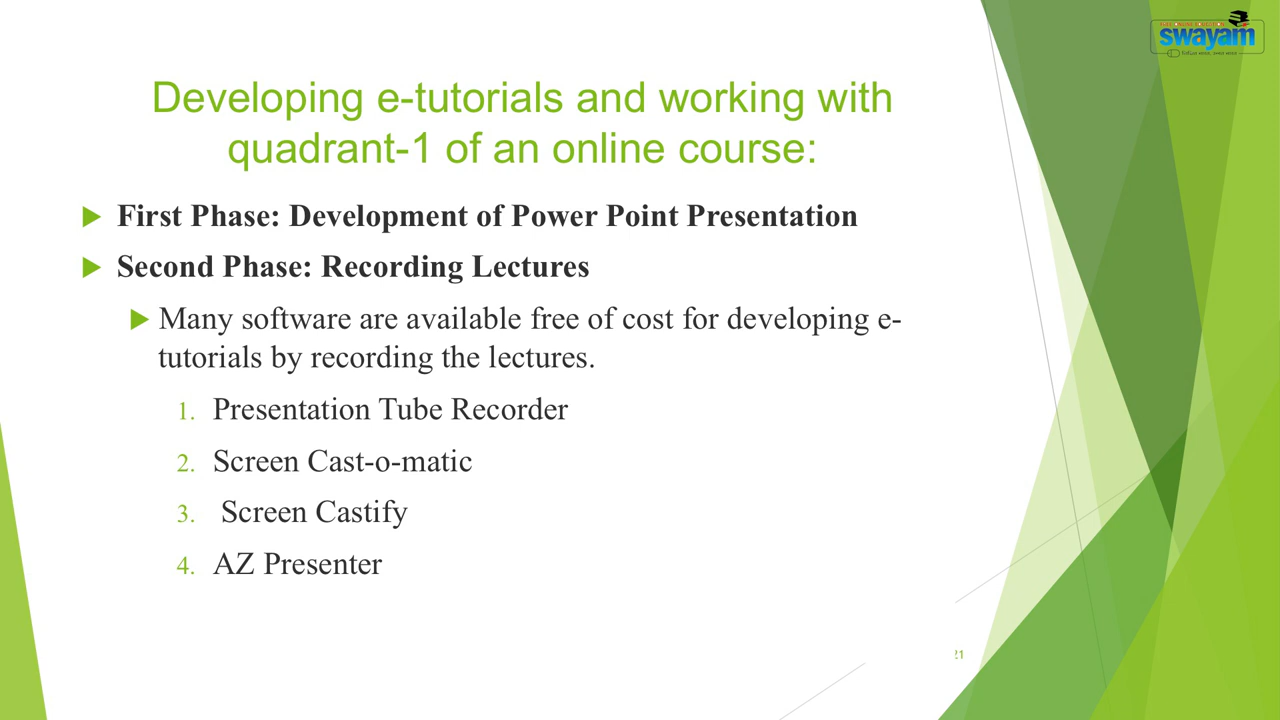 swayam
Developing e-tutorials and working with
quadrant-1 of an online course:
First Phase: Development of Power Point Presentation
Second Phase: Recording Lectures
Many software are available free of cost for developing e-
tutorials by recording the lectures.
1. Presentation Tube Recorder
2. Screen Cast-o-matic
3. Screen Castify
4. AZ Presenter
21